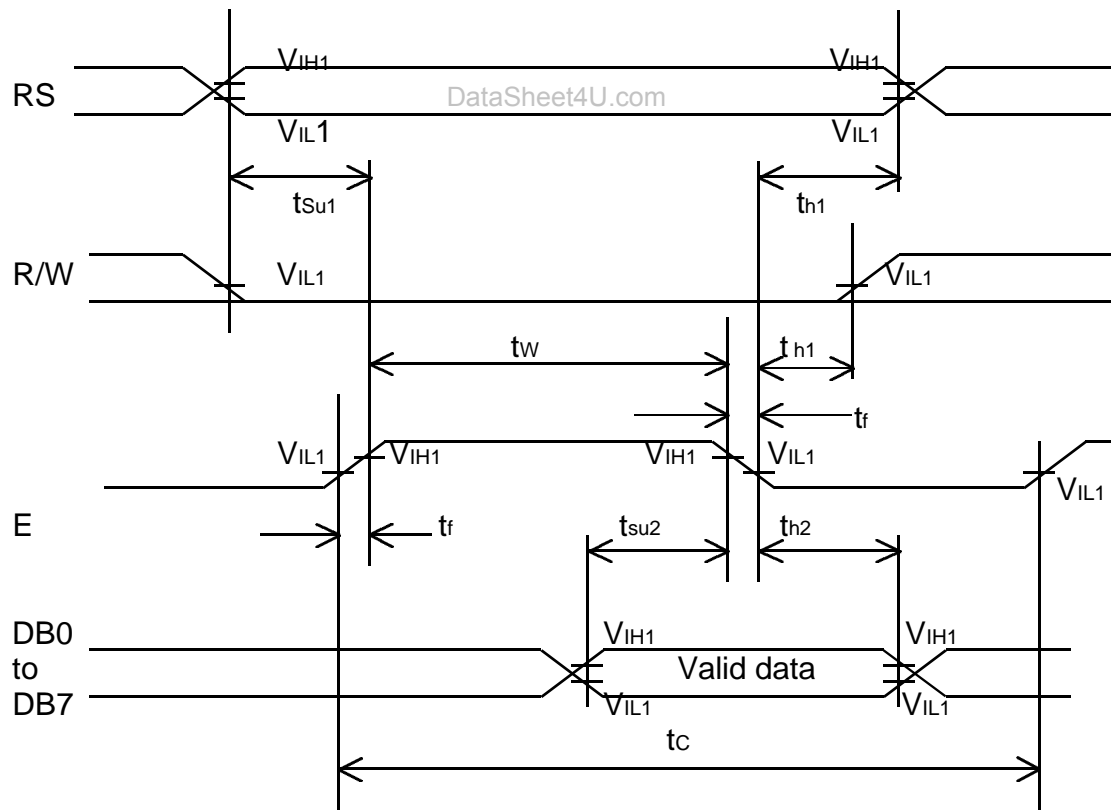 VIH1 VIH1
RS
DataSheet4U.com
VIL1 VIL1
tSu1 th1
R/W VIL1 VIL1
tW th1
tf
VIL1 VIH1 VIH1 VIL1
VIL1
E tf tsu2 th2
DB0
to
DB7
VIH1 VIH1
Valid data
VIL1 VIL1
tC